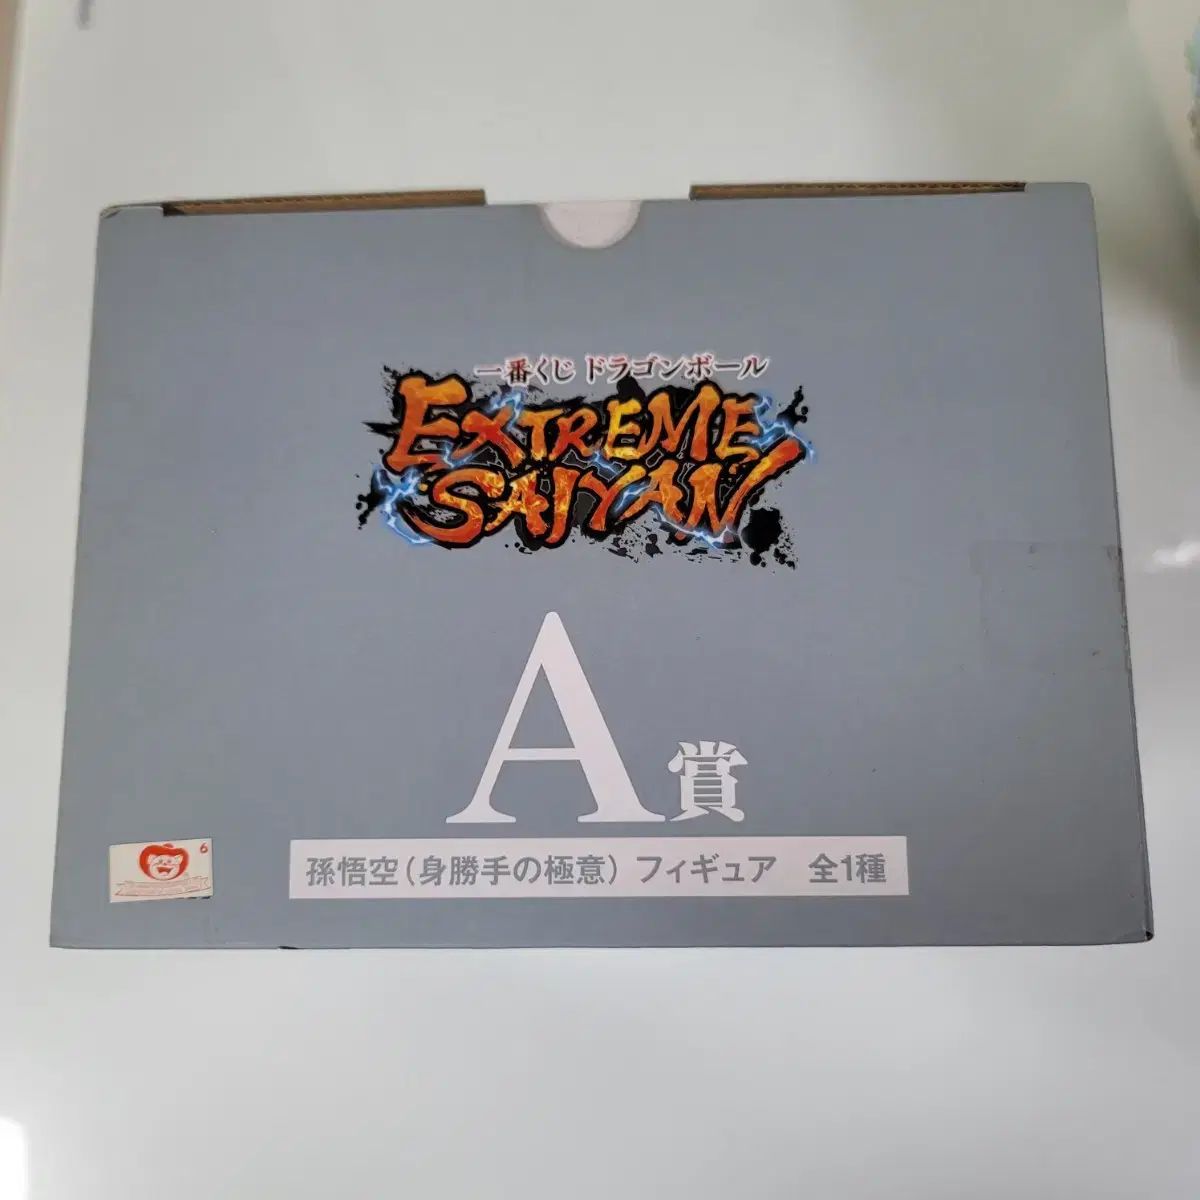 一番くじ ドラゴンボール
EXTREME
SAIYAN
A賞
孫悟空(身勝手の極意) フィギュア 全1種
6